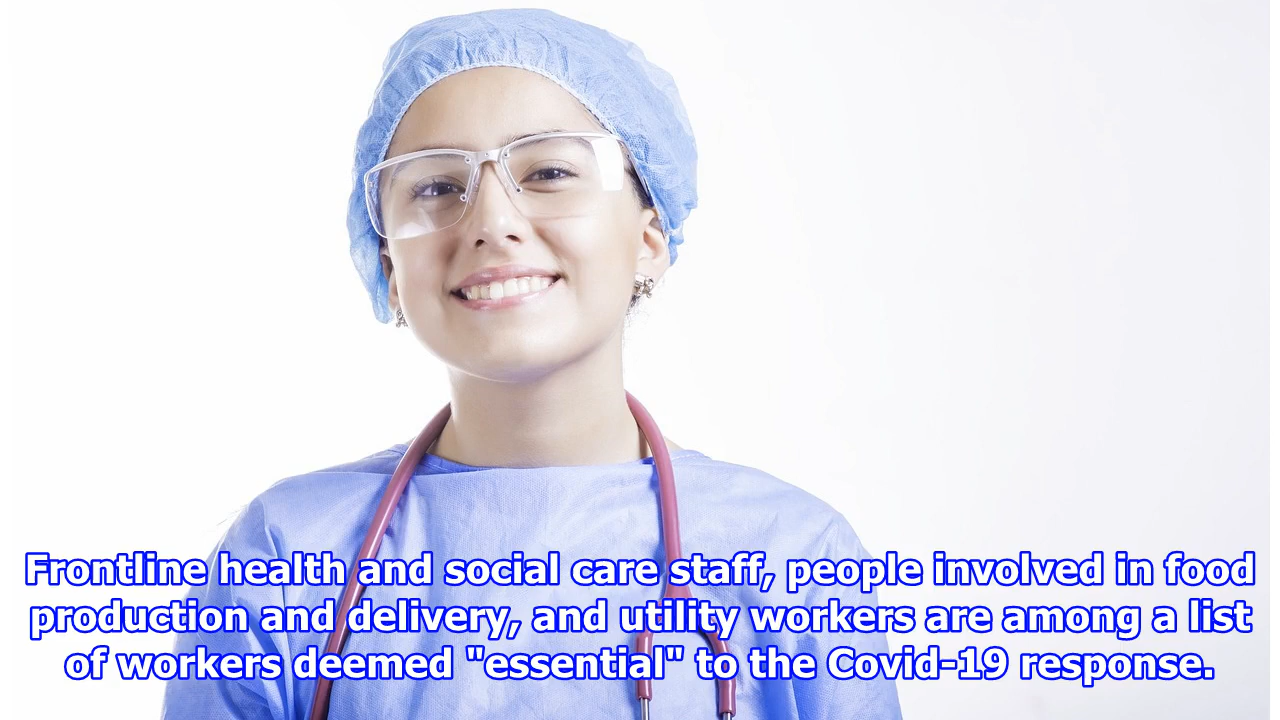 Frontline health and social care staff, people involved in food
production and delivery, and utility workers are among a list
of workers deemed "essential" to the Covid-19 response.